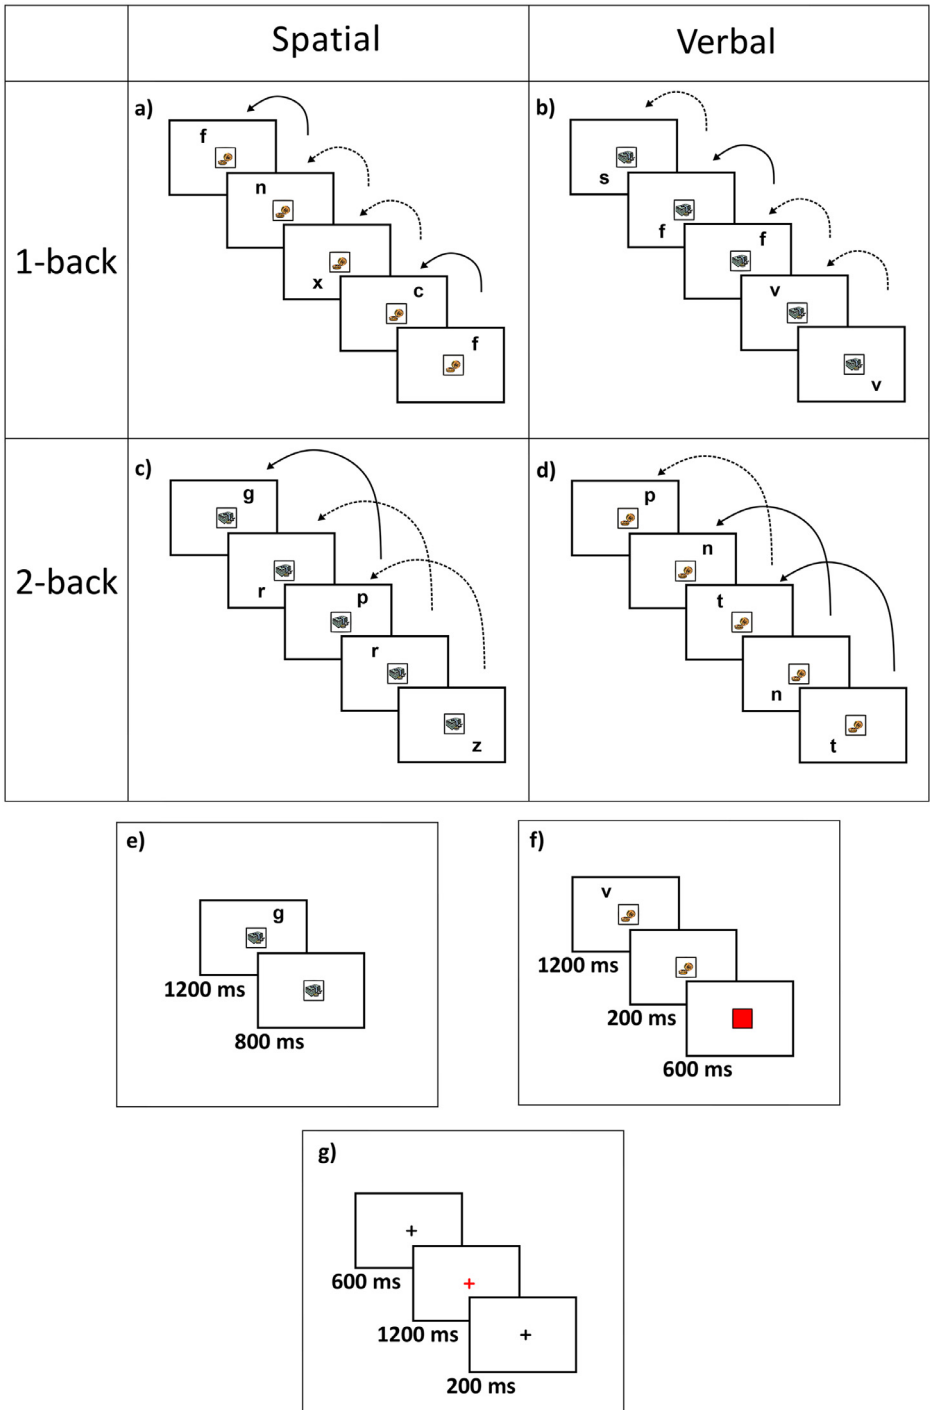 Spatial
Verbal
1-back
a)
f
n
x
c
f
b)
s
f
f
v
v
2-back
c)
g
r
p
r
z
d)
p
n
t
n
t
e)
g
1200 ms
800 ms
f)
v
1200 ms
200 ms
600 ms
g)
+
600 ms
+
1200 ms
+
200 ms